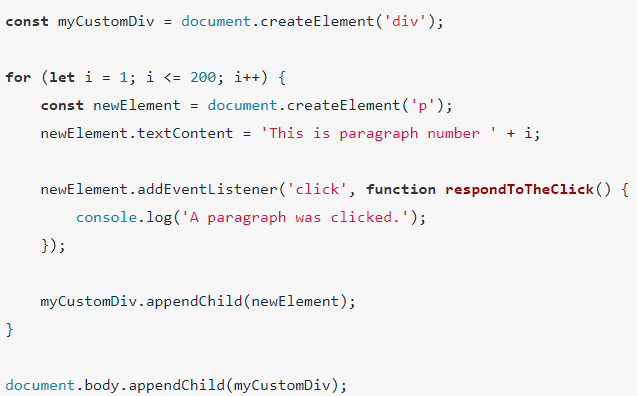 const myCustomDiv = document.createElement('div');

for (let i = 1; i <= 200; i++) {
    const newElement = document.createElement('p');
    newElement.textContent = 'This is paragraph number ' + i;

    newElement.addEventListener('click', function respondToTheClick() {
        console.log('A paragraph was clicked.');
    });

    myCustomDiv.appendChild(newElement);
}

document.body.appendChild(myCustomDiv);